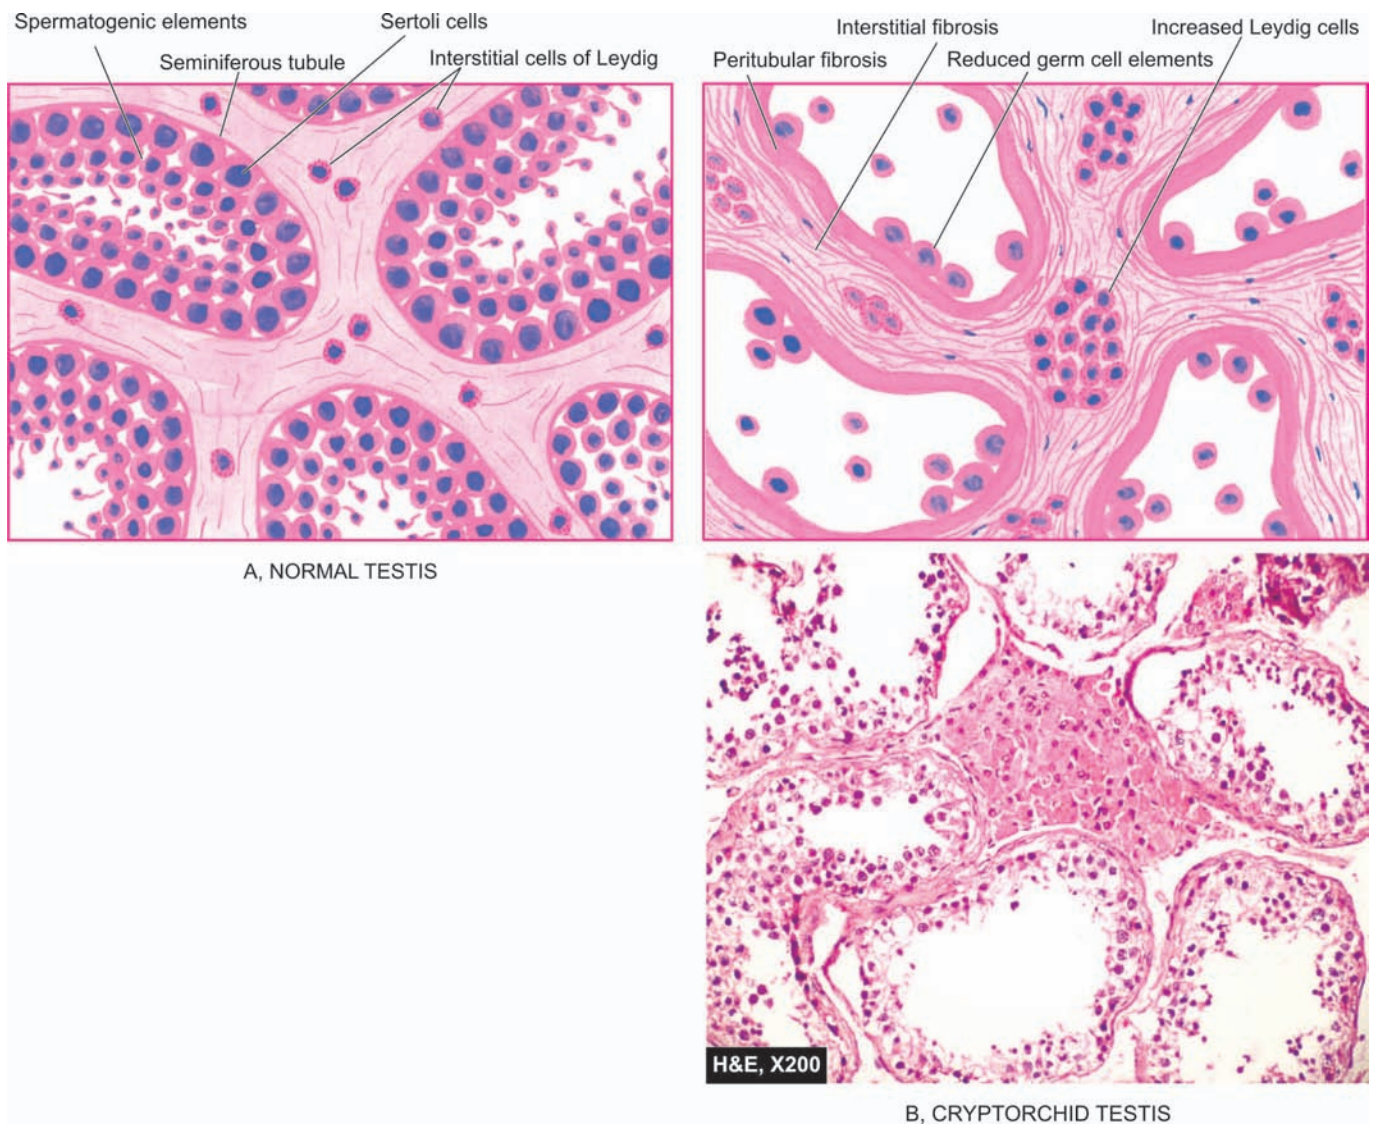 Spermatogenic elements
Sertoli cells
Seminiferous tubule
Interstitial cells of Leydig
Interstitial fibrosis
Increased Leydig cells
Peritubular fibrosis
Reduced germ cell elements
A, NORMAL TESTIS
H&E, X200
B, CRYPTORCHID TESTIS